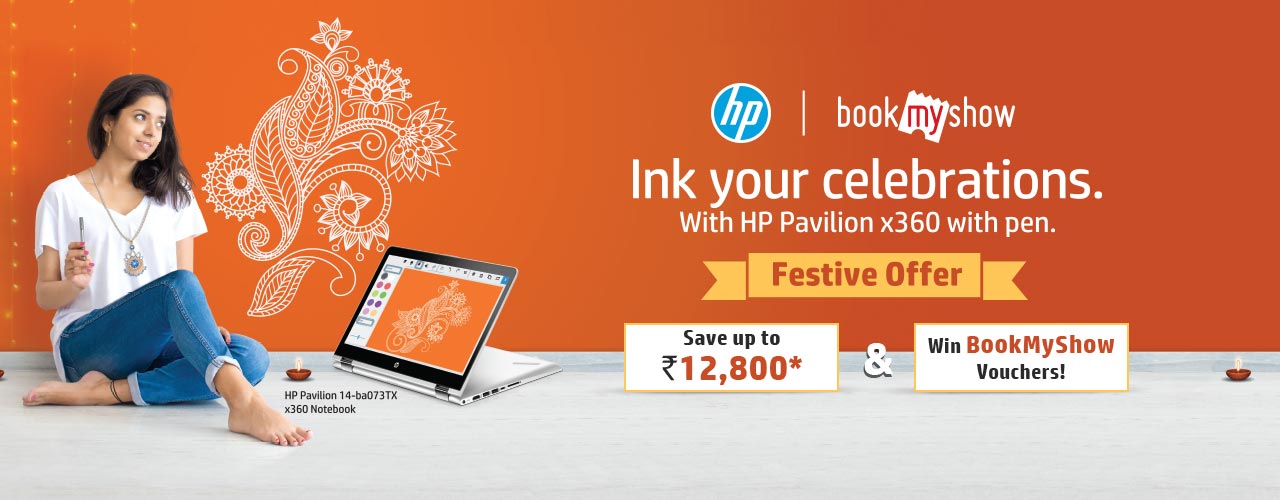 hp | bookmyshow
Ink your celebrations.
With HP Pavilion x360 with pen.
Festive Offer
Save up to
₹12,800*
&
Win BookMyShow
Vouchers!
HP Pavilion 14-ba073TX
x360 Notebook